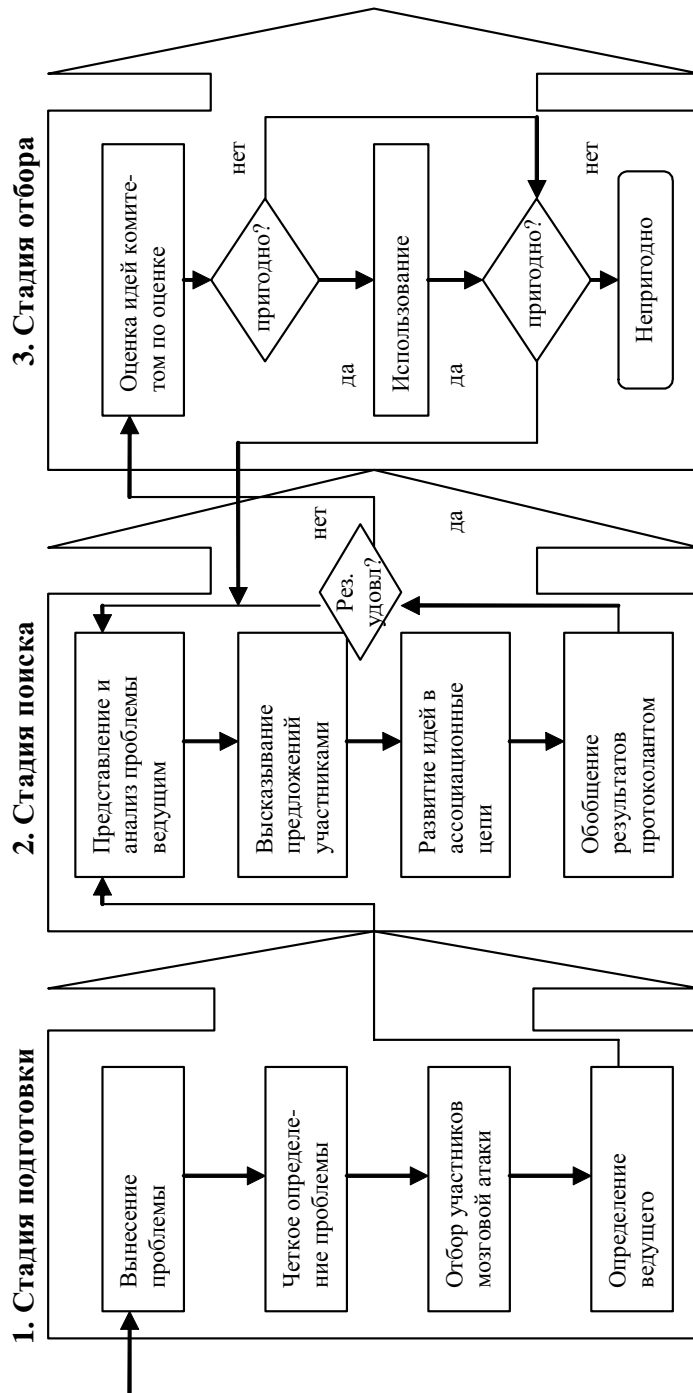 1. Стадия подготовки
Вынесение
проблемы
Четкое определе-
ние проблемы
Отбор участников
мозговой атаки
Определение
ведущего
2. Стадия поиска
Представление и
анализ проблемы
ведущим
Высказывание
предложений
участниками
Развитие идей в
ассоциационные
цепи
Обобщение
результатов
протоколантом
Рез.
удовл?
нет
да
3. Стадия отбора
Оценка идей комите-
том по оценке
пригодно?
нет
да
Использование
да
пригодно?
нет
Непригодно